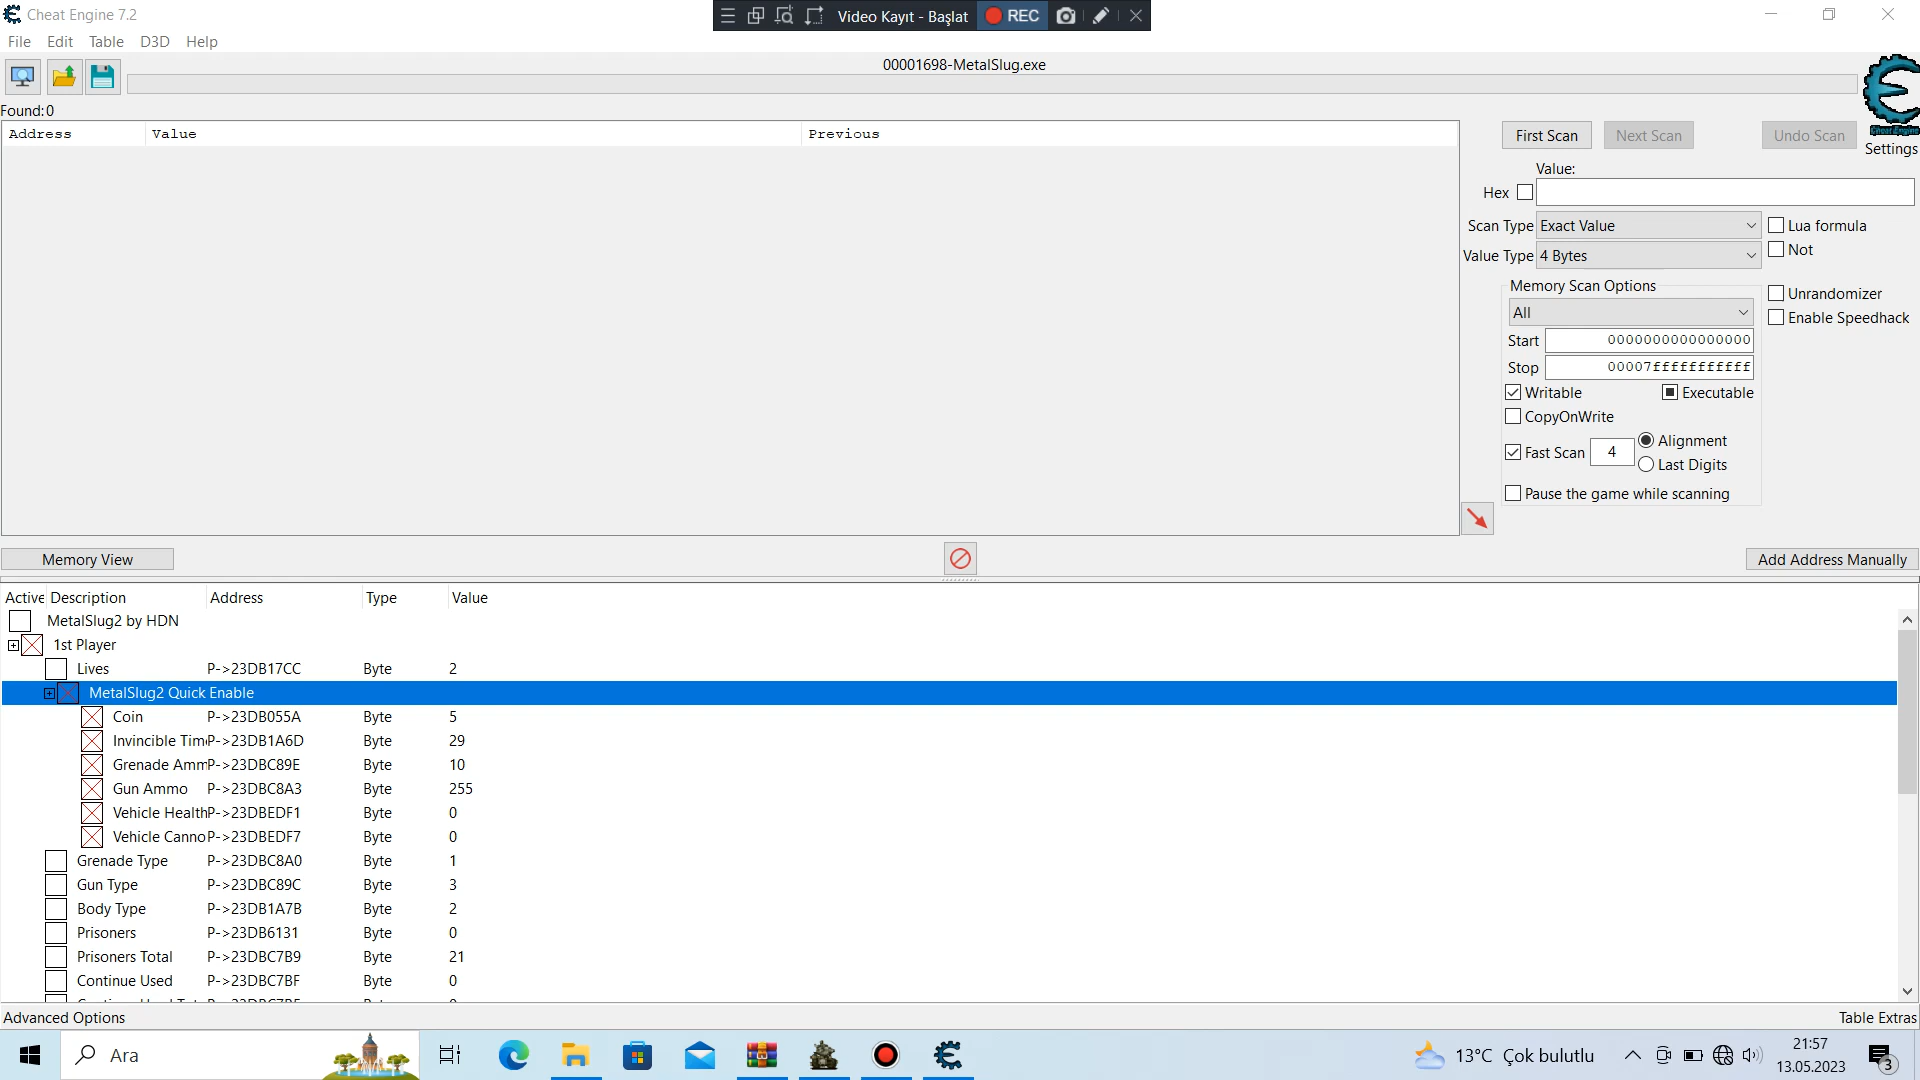 Cheat Engine 7.2
Video Kayıt - Başlat REC
File Edit Table D3D Help
00001698-MetalSlug.exe
Found:0
Address Value Previous
First Scan Next Scan Undo Scan
Cheat Engine
Settings
Value:
Hex
Scan Type Exact Value Lua formula
Value Type 4 Bytes Not
Memory Scan Options
All
Unrandomizer
Enable Speedhack
Start 0000000000000000
Stop 00007fffffffffff
Writable Executable
CopyOnWrite
Fast Scan 4 Alignment
Last Digits
Pause the game while scanning
Memory View Add Address Manually
Active Description Address Type Value
MetalSlug2 by HDN
1st Player
Lives P->23DB17CC Byte 2
MetalSlug2 Quick Enable
Coin P->23DB055A Byte 5
Invincible Tim P->23DB1A6D Byte 29
Grenade Amm P->23DBC89E Byte 10
Gun Ammo P->23DBC8A3 Byte 255
Vehicle Health P->23DBEDF1 Byte 0
Vehicle Canno P->23DBEDF7 Byte 0
Grenade Type P->23DBC8A0 Byte 1
Gun Type P->23DBC89C Byte 3
Body Type P->23DB1A7B Byte 2
Prisoners P->23DB6131 Byte 0
Prisoners Total P->23DBC7B9 Byte 21
Continue Used P->23DBC7BF Byte 0
Advanced Options Table Extras
Ara
13°C Çok bulutlu
21:57
13.05.2023
3